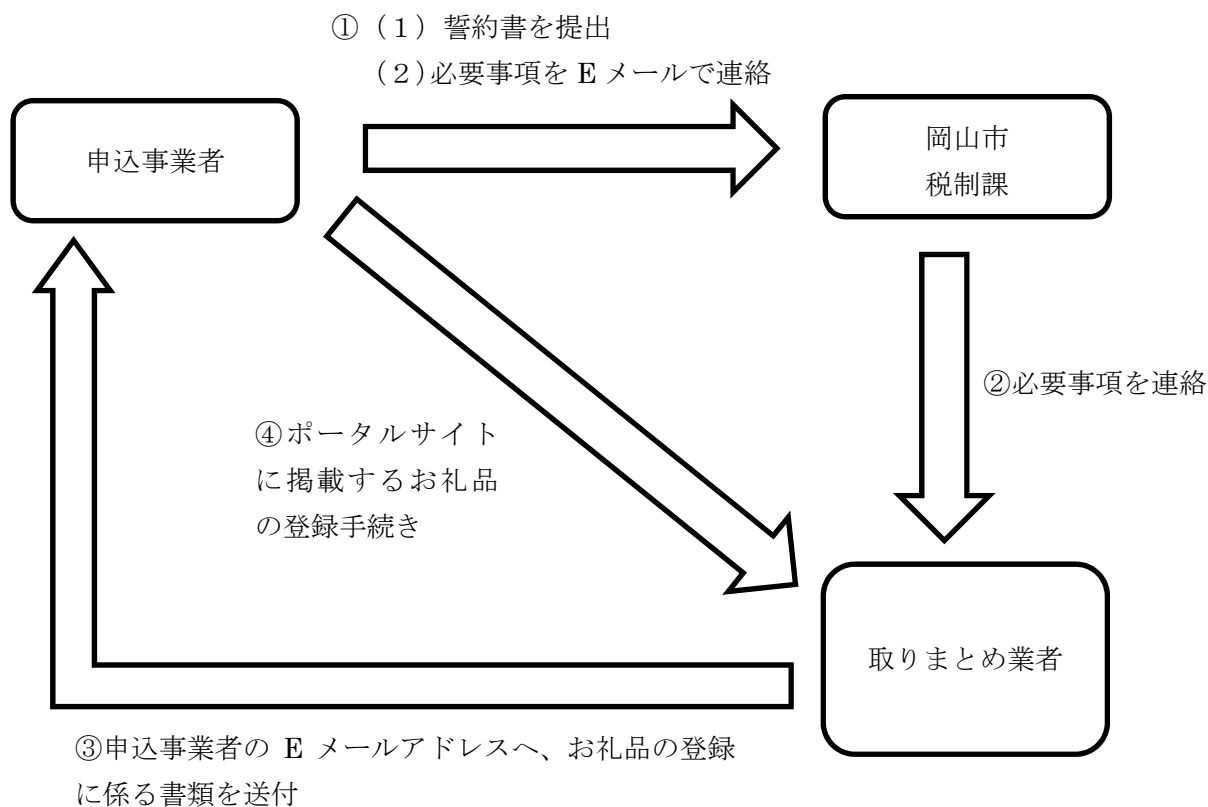 ①（１）誓約書を提出
（２）必要事項を E メールで連絡
申込事業者
岡山市
税制課
②必要事項を連絡
④ポータルサイト
に掲載するお礼品
の登録手続き
取りまとめ業者
③申込事業者の E メールアドレスへ、お礼品の登録
に係る書類を送付